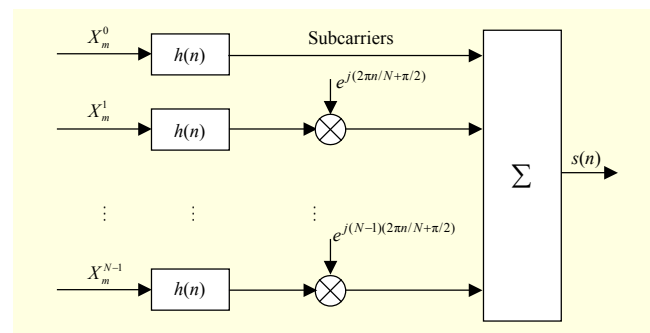 X_m^0
h(n)
Subcarriers
e^{j(2πn/N+π/2)}
X_m^1
h(n)
Σ
s(n)
⋮ ⋮ ⋮
e^{j(N−1)(2πn/N+π/2)}
X_m^{N−1}
h(n)